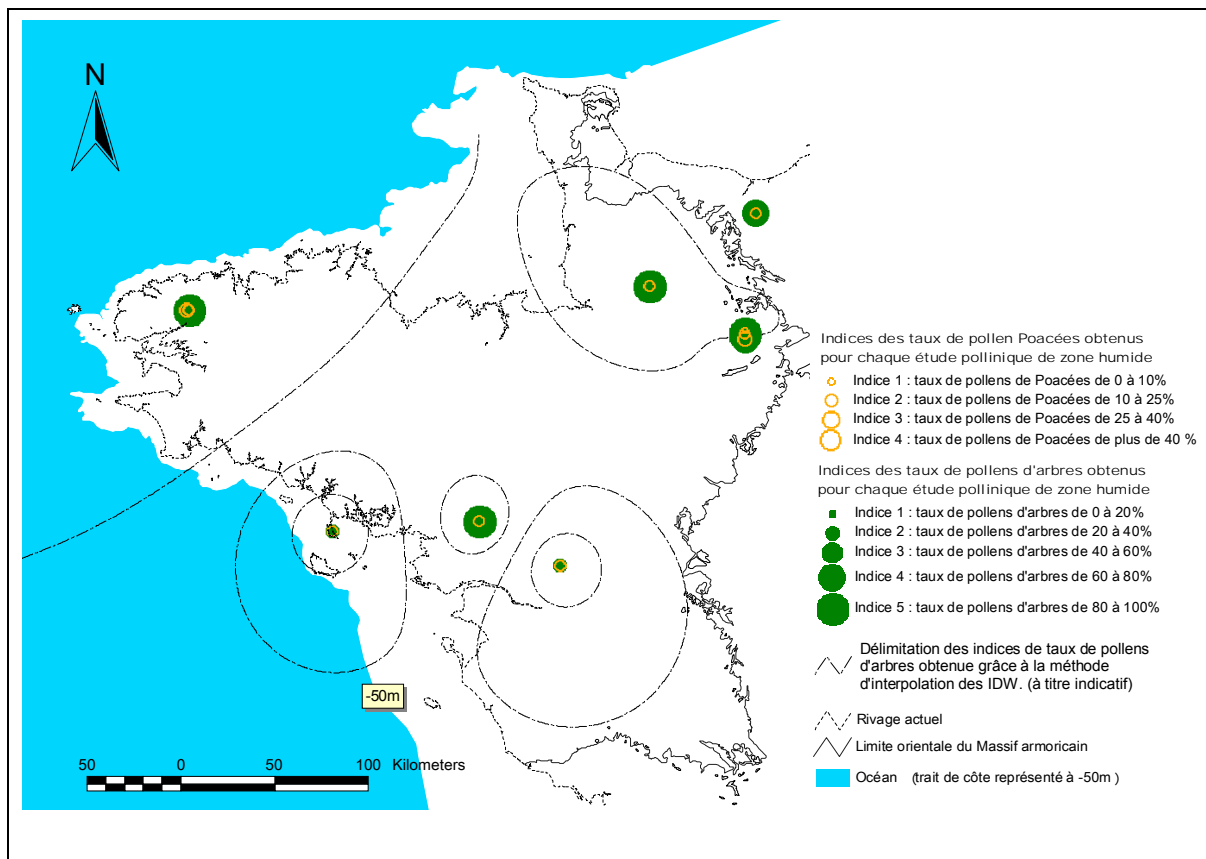 N
-50m
50 0 50 100 Kilometers
Indices des taux de pollen Poacées obtenus
pour chaque étude pollinique de zone humide
Indice 1 : taux de pollens de Poacées de 0 à 10%
Indice 2 : taux de pollens de Poacées de 10 à 25%
Indice 3 : taux de pollens de Poacées de 25 à 40%
Indice 4 : taux de pollens de Poacées de plus de 40 %
Indices des taux de pollens d'arbres obtenus
pour chaque étude pollinique de zone humide
Indice 1 : taux de pollens d'arbres de 0 à 20%
Indice 2 : taux de pollens d'arbres de 20 à 40%
Indice 3 : taux de pollens d'arbres de 40 à 60%
Indice 4 : taux de pollens d'arbres de 60 à 80%
Indice 5 : taux de pollens d'arbres de 80 à 100%
Délimitation des indices de taux de pollens
d'arbres obtenue grâce à la méthode
d'interpolation des IDW. (à titre indicatif)
Rivage actuel
Limite orientale du Massif armoricain
Océan (trait de côte représenté à -50m )